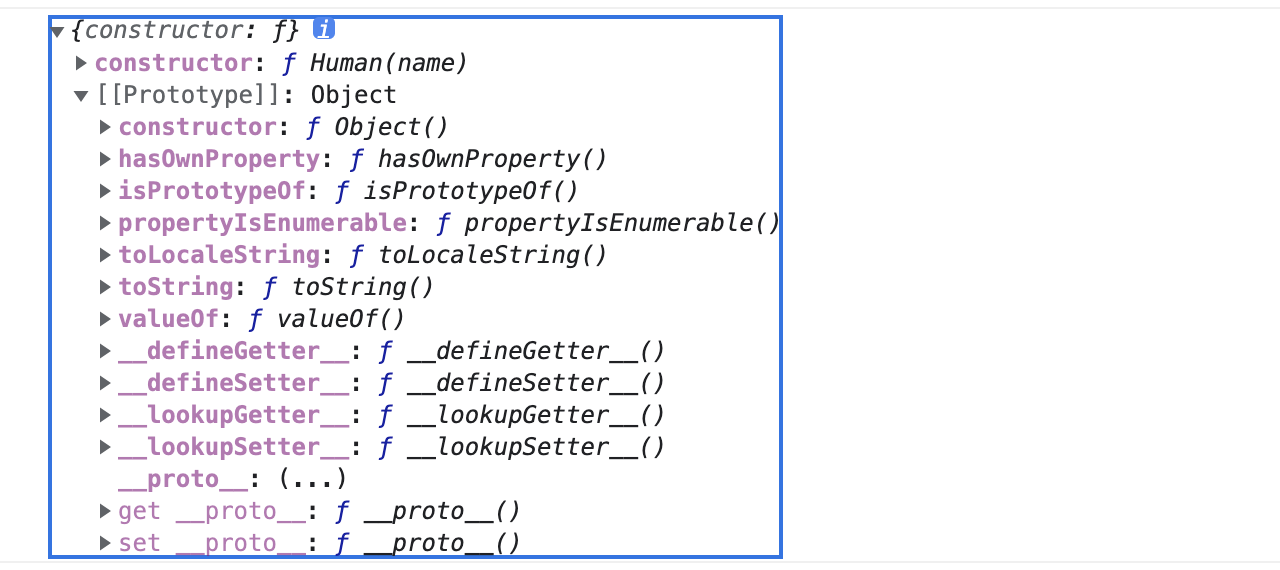 ▼{constructor: ƒ} i
▶constructor: ƒ Human(name)
▼[[Prototype]]: Object
▶constructor: ƒ Object()
▶hasOwnProperty: ƒ hasOwnProperty()
▶isPrototypeOf: ƒ isPrototypeOf()
▶propertyIsEnumerable: ƒ propertyIsEnumerable()
▶toLocaleString: ƒ toLocaleString()
▶toString: ƒ toString()
▶valueOf: ƒ valueOf()
▶__defineGetter__: ƒ __defineGetter__()
▶__defineSetter__: ƒ __defineSetter__()
▶__lookupGetter__: ƒ __lookupGetter__()
▶__lookupSetter__: ƒ __lookupSetter__()
__proto__: (...)
▶get __proto__: ƒ __proto__()
▶set __proto__: ƒ __proto__()